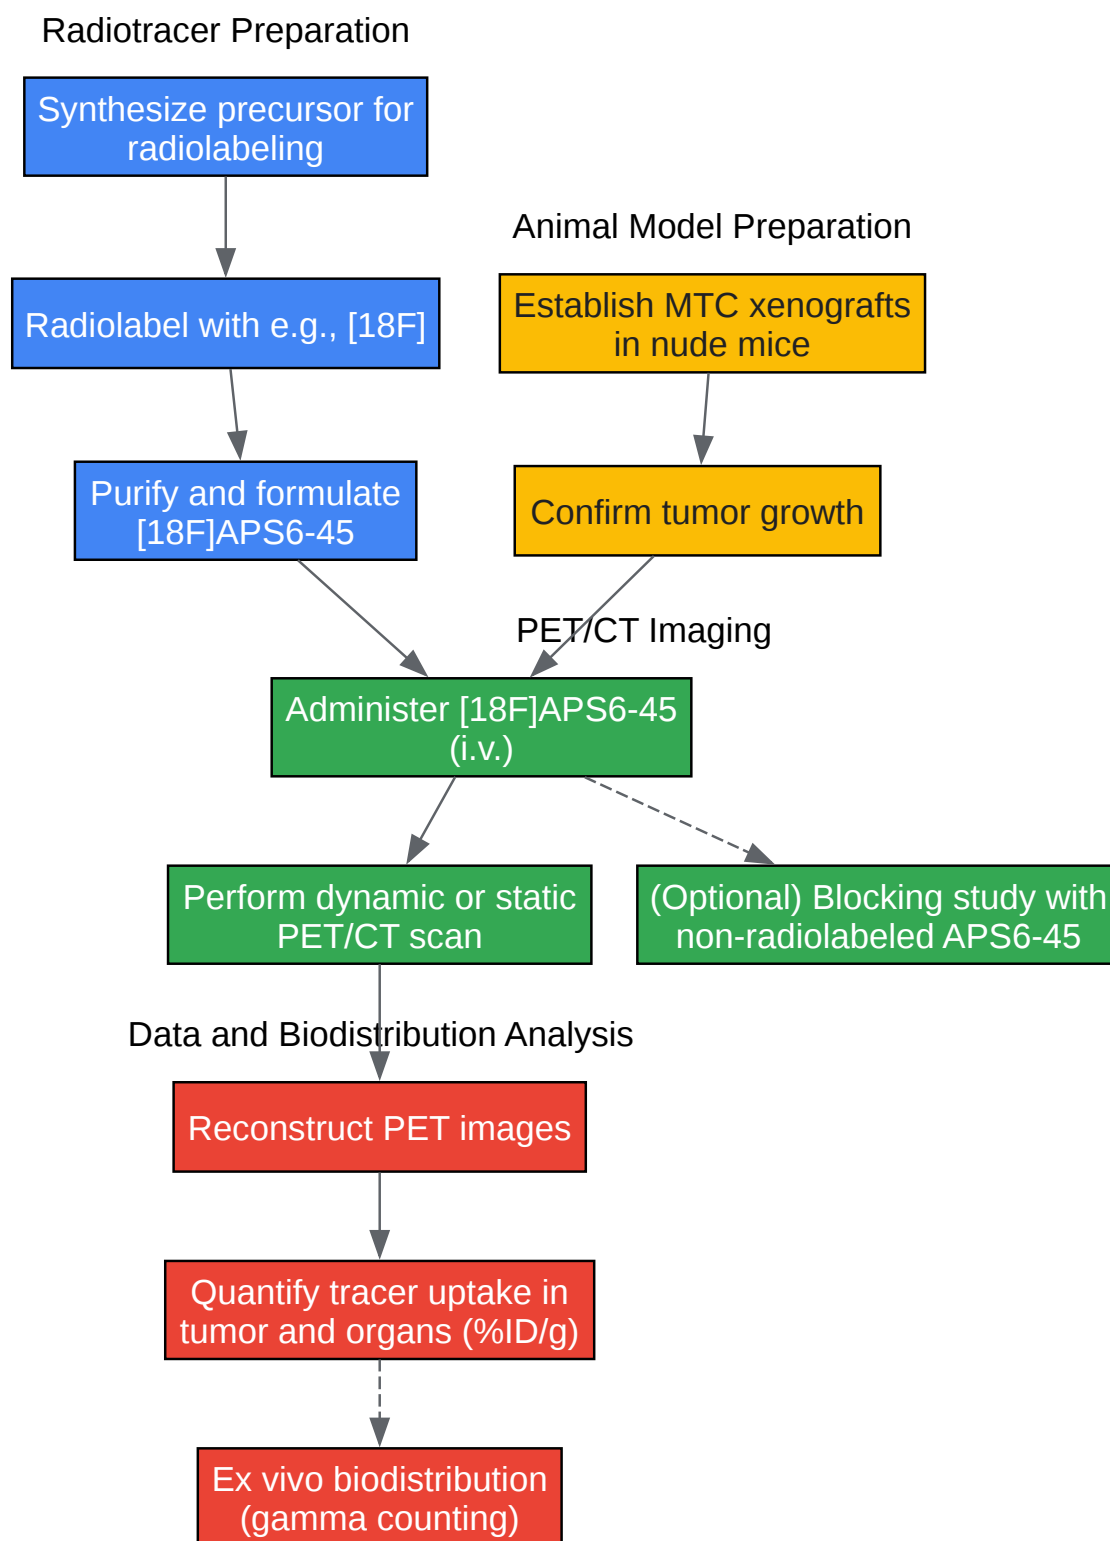 Radiotracer Preparation
Synthesize precursor for
radiolabeling
Animal Model Preparation
Establish MTC xenografts
in nude mice
Radiolabel with e.g., [18F]
Purify and formulate
[18F]APS6-45
Confirm tumor growth
PET/CT Imaging
Administer [18F]APS6-45
(i.v.)
Perform dynamic or static
PET/CT scan
(Optional) Blocking study with
non-radiolabeled APS6-45
Data and Biodistribution Analysis
Reconstruct PET images
Quantify tracer uptake in
tumor and organs (%ID/g)
Ex vivo biodistribution
(gamma counting)